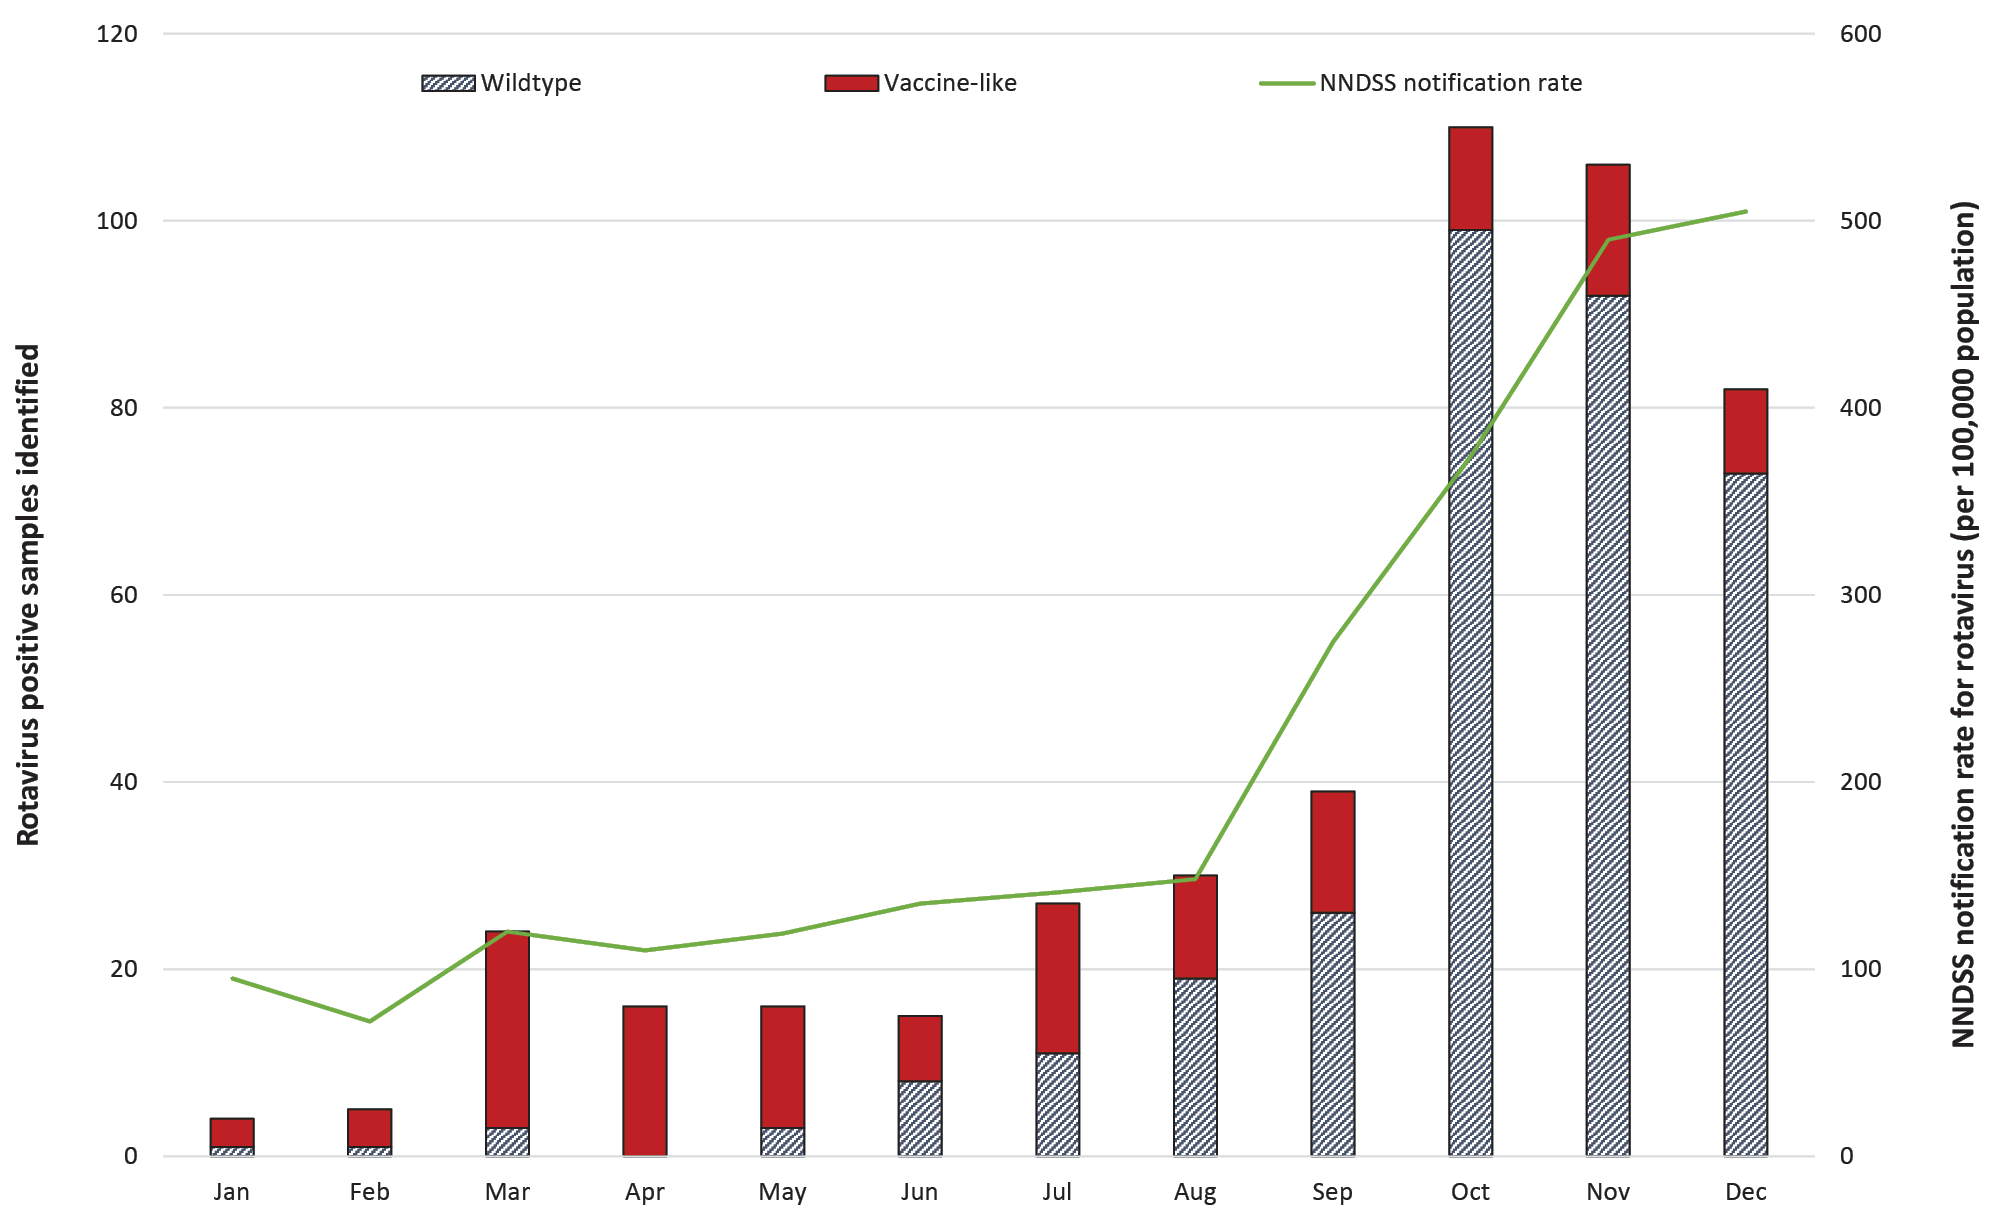 Wildtype
Vaccine-like
NNDSS notification rate
Rotavirus positive samples identified
120
100
80
60
40
20
0
600
500
400
300
200
100
0
NNDSS notification rate for rotavirus (per 100,000 population)
Jan Feb Mar Apr May Jun Jul Aug Sep Oct Nov Dec